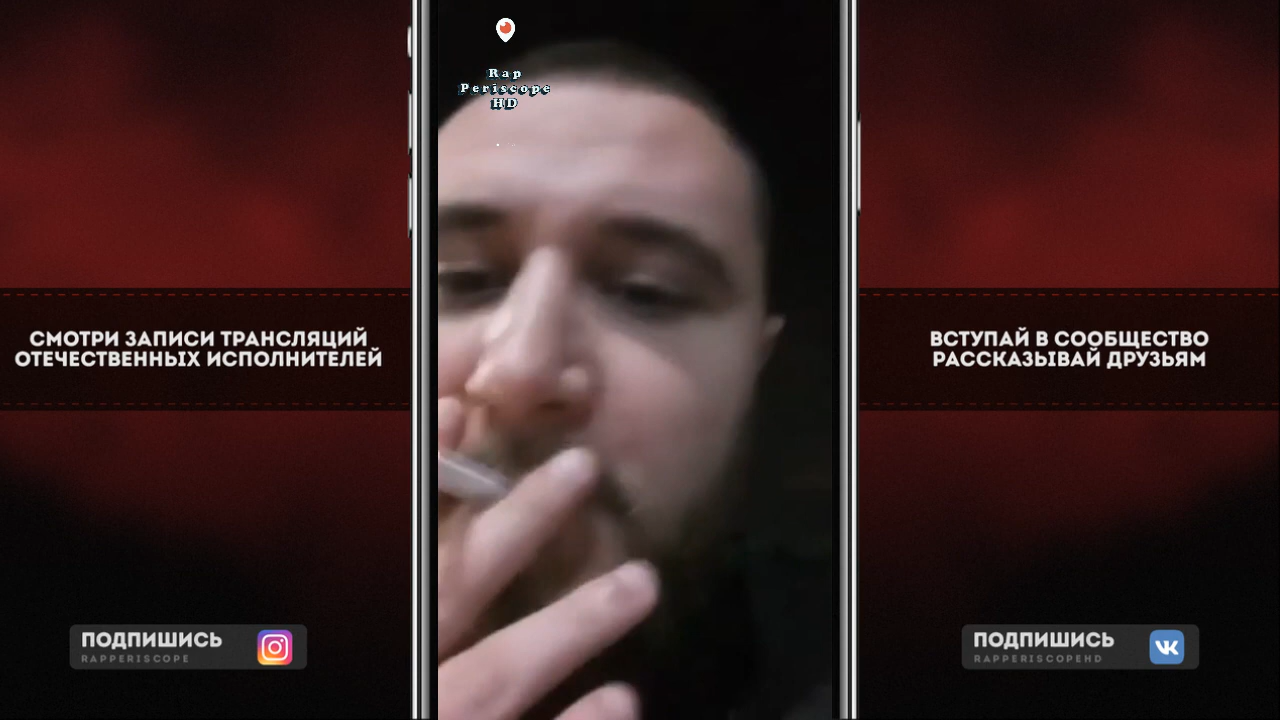 Rap
Periscope
HD
СМОТРИ ЗАПИСИ ТРАНСЛЯЦИЙ
ОТЕЧЕСТВЕННЫХ ИСПОЛНИТЕЛЕЙ
ВСТУПАЙ В СООБЩЕСТВО
РАССКАЗЫВАЙ ДРУЗЬЯМ
ПОДПИШИСЬ
RAPPERISCOPE
ПОДПИШИСЬ
RAPPERISCOPEHD